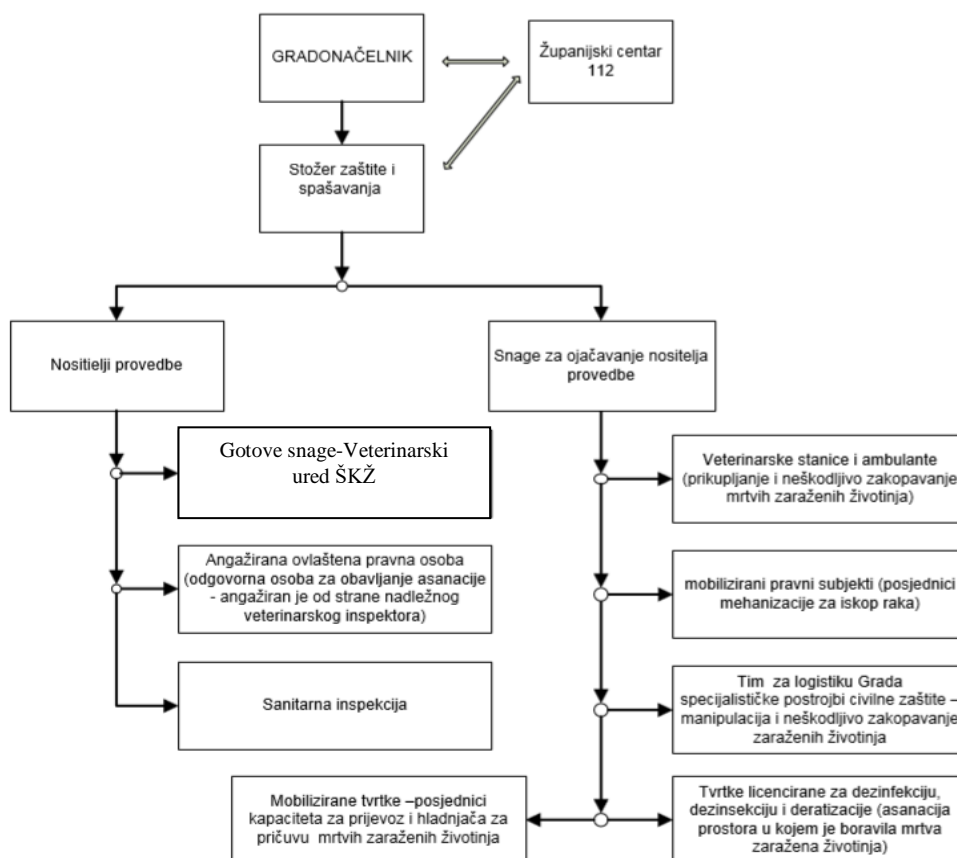 GRADONAČELNIK
Županijski centar
112
Stožer zaštite i
spašavanja
Nositielji provedbe
Snage za ojačavanje nositelja
provedbe
Gotove snage-Veterinarski
ured ŠKŽ
Angažirana ovlaštena pravna osoba
(odgovorna osoba za obavljanje asanacije
- angažiran je od strane nadležnog
veterinarskog inspektora)
Sanitarna inspekcija
Veterinarske stanice i ambulante
(prikupljanje i neškodljivo zakopavanje
mrtvih zaraženih životinja)
mobilizirani pravni subjekti (posjednici
mehanizacije za iskop raka)
Tim za logistiku Grada
specijalističke postrojbi civilne zaštite –
manipulacija i neškodljivo zakopavanje
zaraženih životinja
Mobilizirane tvrtke –posjednici
kapaciteta za prijevoz i hladnjača za
pričuvu mrtvih zaraženih životinja
Tvrtke licencirane za dezinfekciju,
dezinsekciju i deratizacije (asanacija
prostora u kojem je boravila mrtva
zaražena životinja)